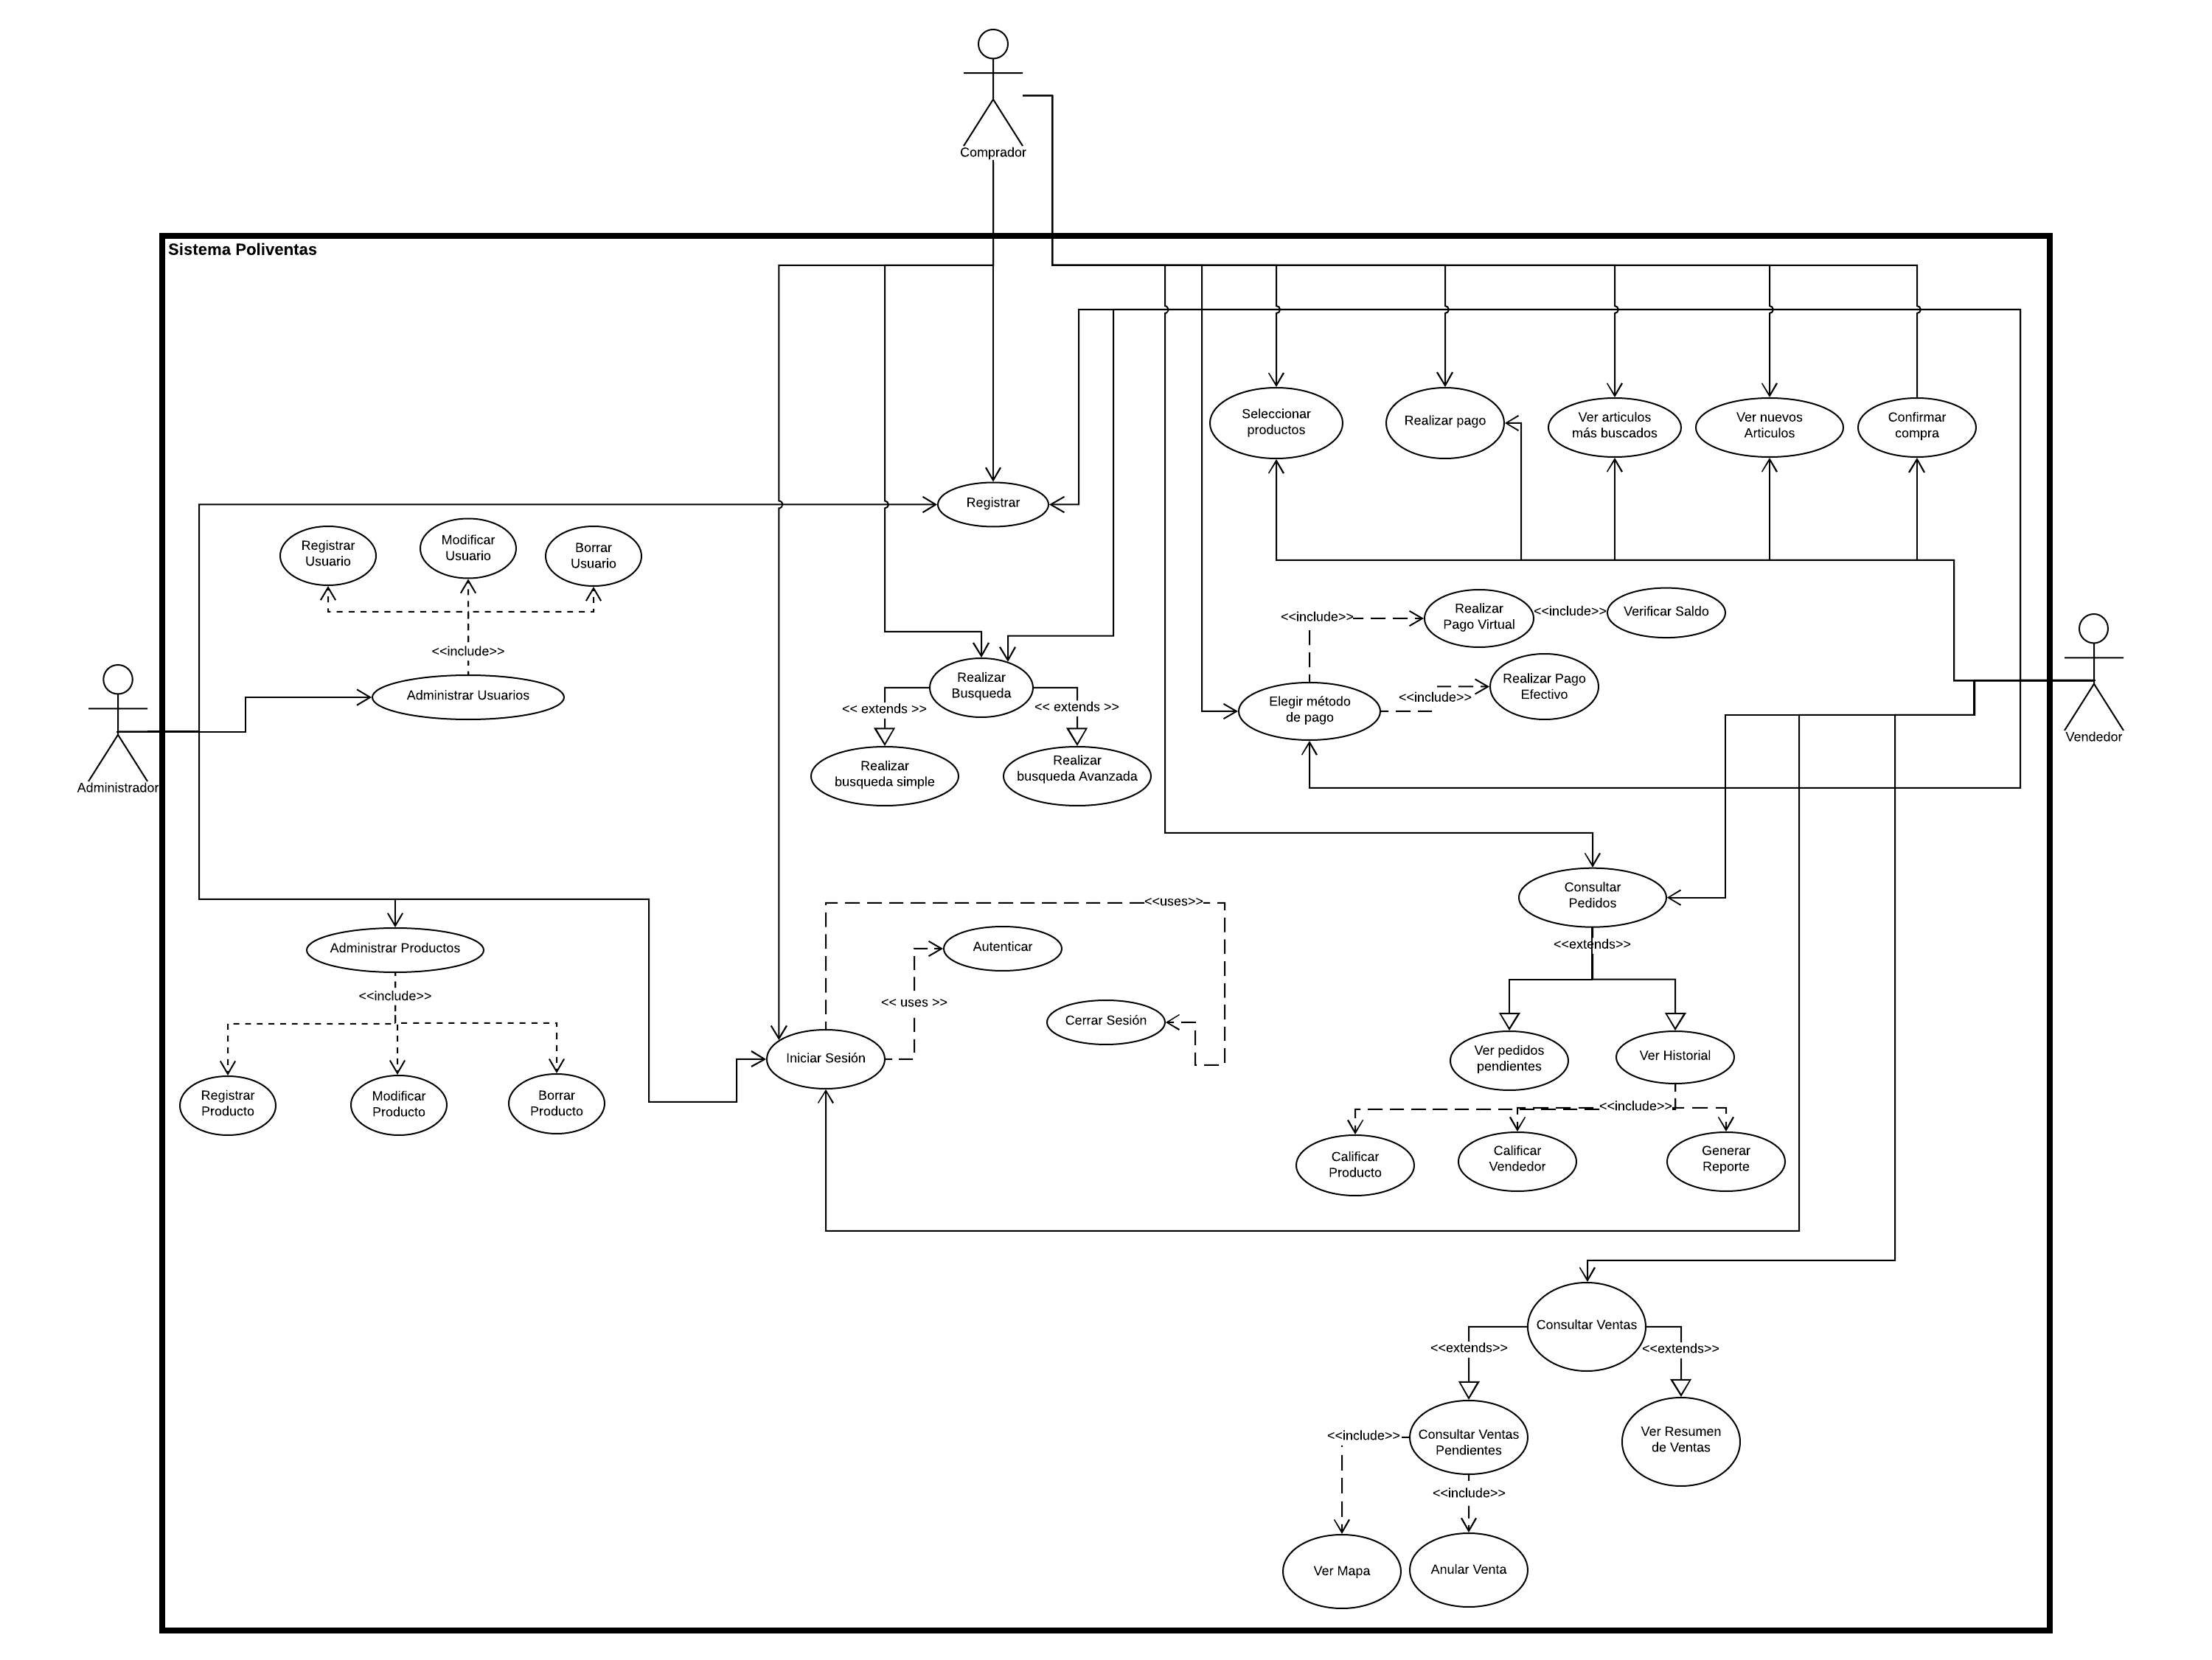 Comprador
Sistema Poliventas
Seleccionar
productos
Realizar pago
Ver articulos
más buscados
Ver nuevos
Articulos
Confirmar
compra
Registrar
Registrar
Usuario
Modificar
Usuario
Borrar
Usuario
<<include>>
Administrar Usuarios
Administrador
Realizar
Busqueda
<< extends >>
<< extends >>
Realizar
busqueda simple
Realizar
busqueda Avanzada
<<include>>
Realizar
Pago Virtual
<<include>>
Verificar Saldo
Elegir método
de pago
<<include>>
Realizar Pago
Efectivo
Vendedor
Consultar
Pedidos
<<extends>>
Ver pedidos
pendientes
Ver Historial
<<include>>
Calificar
Producto
Calificar
Vendedor
Generar
Reporte
Administrar Productos
<<include>>
Registrar
Producto
Modificar
Producto
Borrar
Producto
<<uses>>
Autenticar
<< uses >>
Cerrar Sesión
Iniciar Sesión
Consultar Ventas
<<extends>>
<<extends>>
Consultar Ventas
Pendientes
Ver Resumen
de Ventas
<<include>>
<<include>>
Ver Mapa
Anular Venta